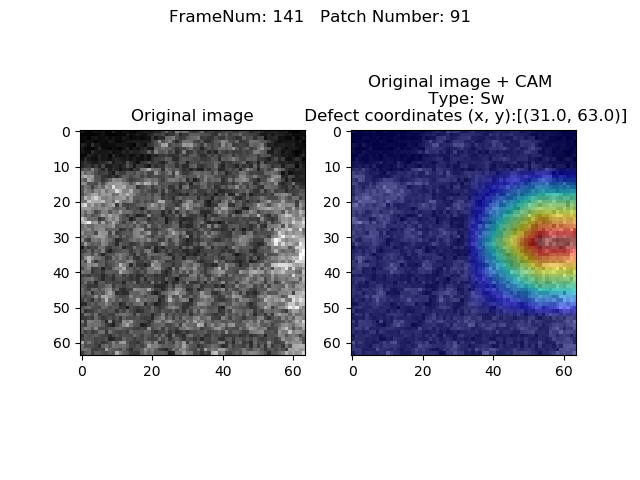 FrameNum: 141   Patch Number: 91
Original image
0
10
20
30
40
50
60
0 20 40 60
Original image + CAM
Type: Sw
Defect coordinates (x, y):[(31.0, 63.0)]
0
10
20
30
40
50
60
0 20 40 60